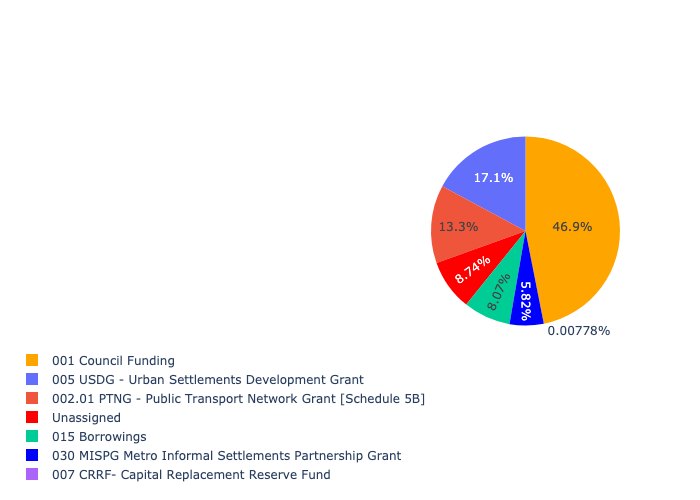 17.1%
46.9%
13.3%
8.74%
8.07%
5.82%
0.00778%
001 Council Funding
005 USDG - Urban Settlements Development Grant
002.01 PTNG - Public Transport Network Grant [Schedule 5B]
Unassigned
015 Borrowings
030 MISPG Metro Informal Settlements Partnership Grant
007 CRRF- Capital Replacement Reserve Fund